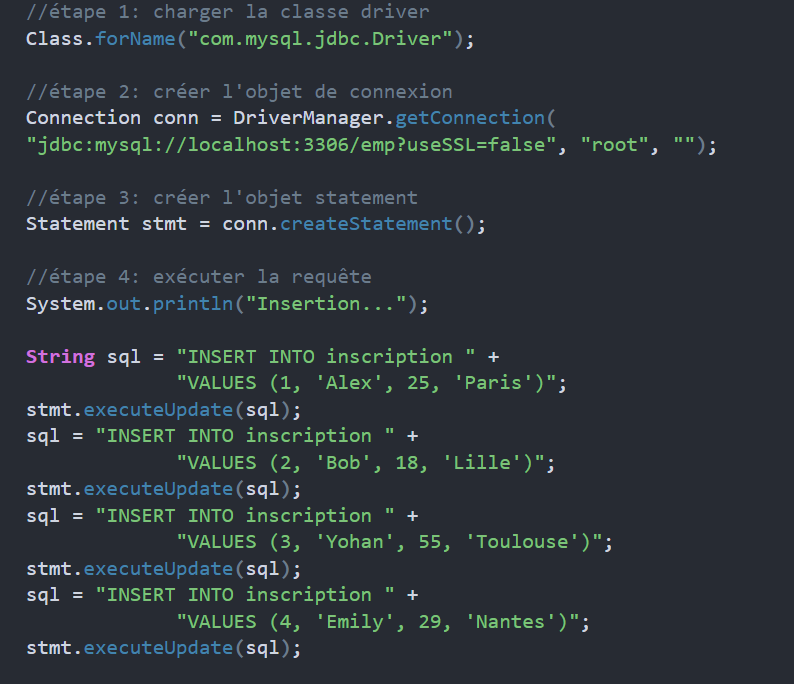 //étape 1: charger la classe driver
Class.forName("com.mysql.jdbc.Driver");
//étape 2: créer l'objet de connexion
Connection conn = DriverManager.getConnection(
"jdbc:mysql://localhost:3306/emp?useSSL=false", "root", "");
//étape 3: créer l'objet statement
Statement stmt = conn.createStatement();
//étape 4: exécuter la requête
System.out.println("Insertion...");
String sql = "INSERT INTO inscription " +
"VALUES (1, 'Alex', 25, 'Paris')";
stmt.executeUpdate(sql);
sql = "INSERT INTO inscription " +
"VALUES (2, 'Bob', 18, 'Lille')";
stmt.executeUpdate(sql);
sql = "INSERT INTO inscription " +
"VALUES (3, 'Yohan', 55, 'Toulouse')";
stmt.executeUpdate(sql);
sql = "INSERT INTO inscription " +
"VALUES (4, 'Emily', 29, 'Nantes')";
stmt.executeUpdate(sql);